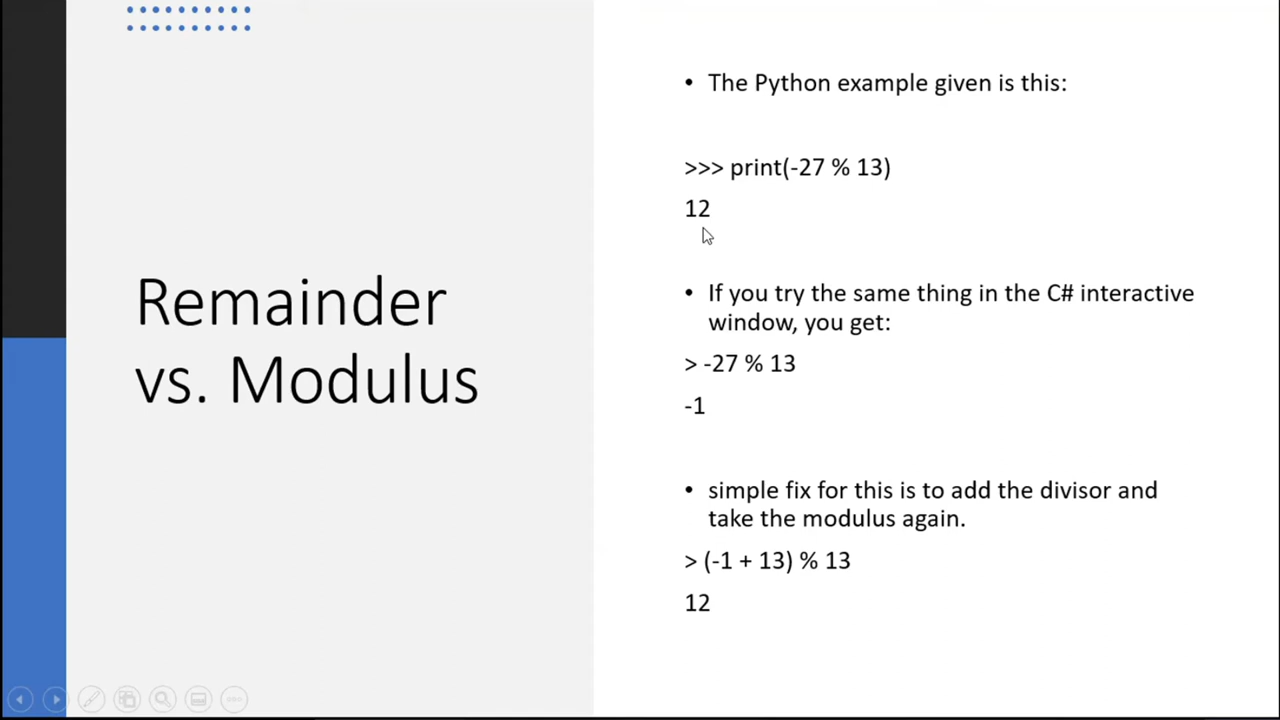 Remainder
vs. Modulus
• The Python example given is this:
>>> print(-27 % 13)
12
• If you try the same thing in the C# interactive
window, you get:
> -27 % 13
-1
• simple fix for this is to add the divisor and
take the modulus again.
> (-1 + 13) % 13
12